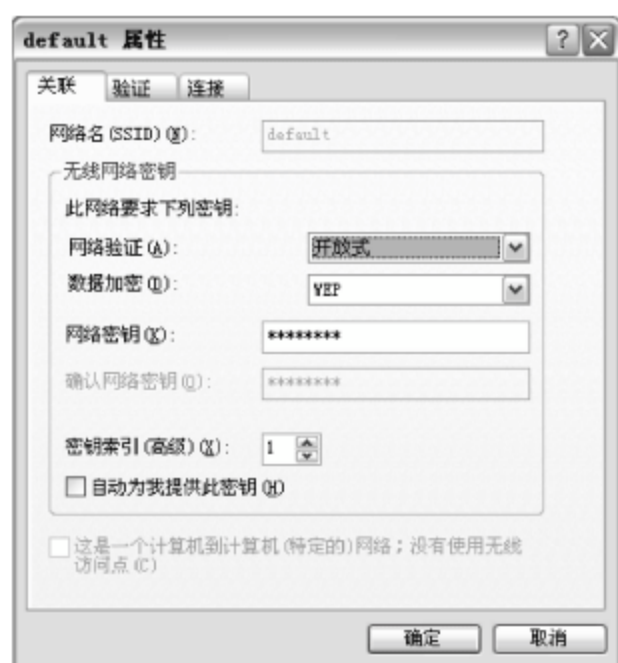 default 属性
关联 验证 连接
网络名(SSID)(N): default
无线网络密钥
此网络要求下列密钥:
网络验证(A): 开放式
数据加密(D): WEP
网络密钥(K): ********
确认网络密钥(O): ********
密钥索引(高级)(X): 1
自动为我提供此密钥(H)
这是一个计算机到计算机(特定的)网络;没有使用无线
访问点(C)
确定 取消